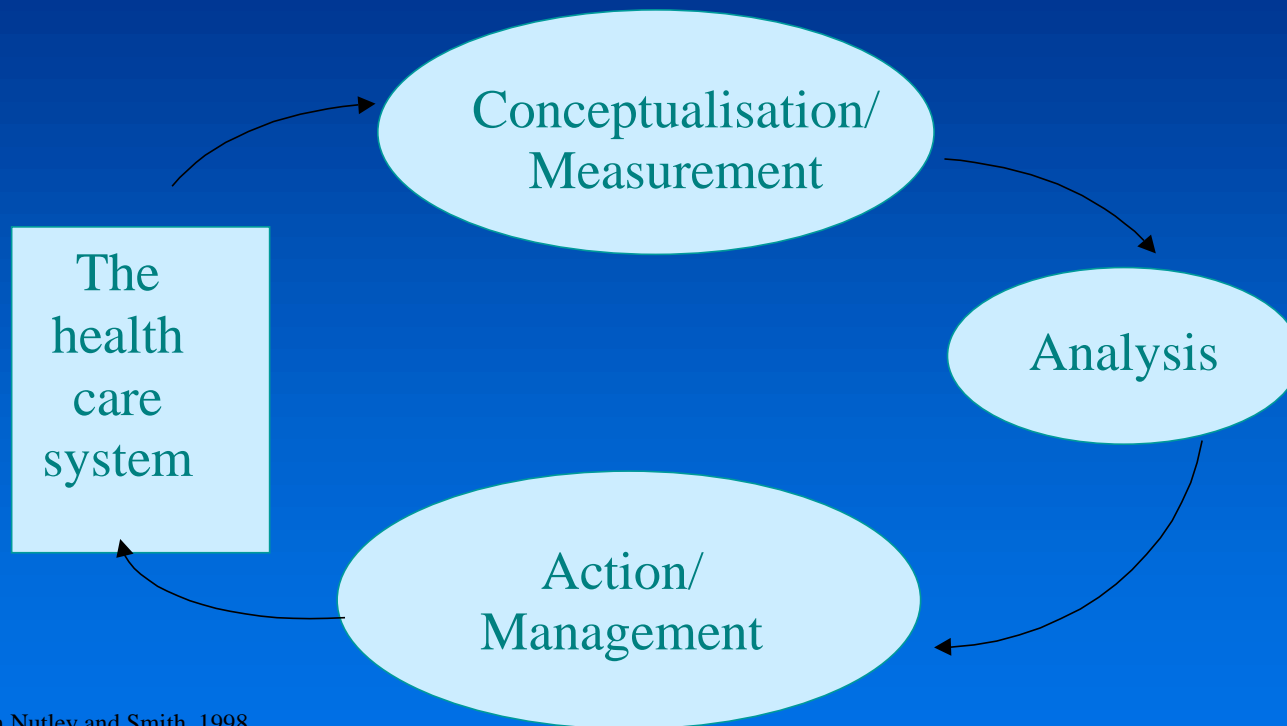 Conceptualisation/
Measurement
The
health
care
system
Analysis
Action/
Management
Nutley and Smith, 1998